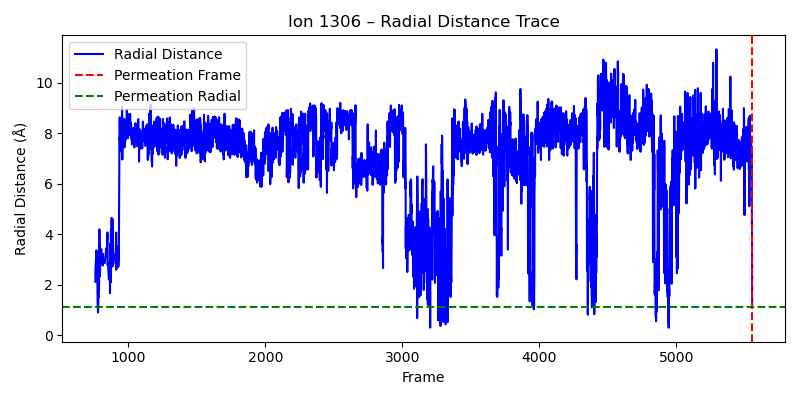 Ion 1306 – Radial Distance Trace
Radial Distance
Permeation Frame
Permeation Radial
Radial Distance (Å)
10
8
6
4
2
0
1000 2000 3000 4000 5000
Frame